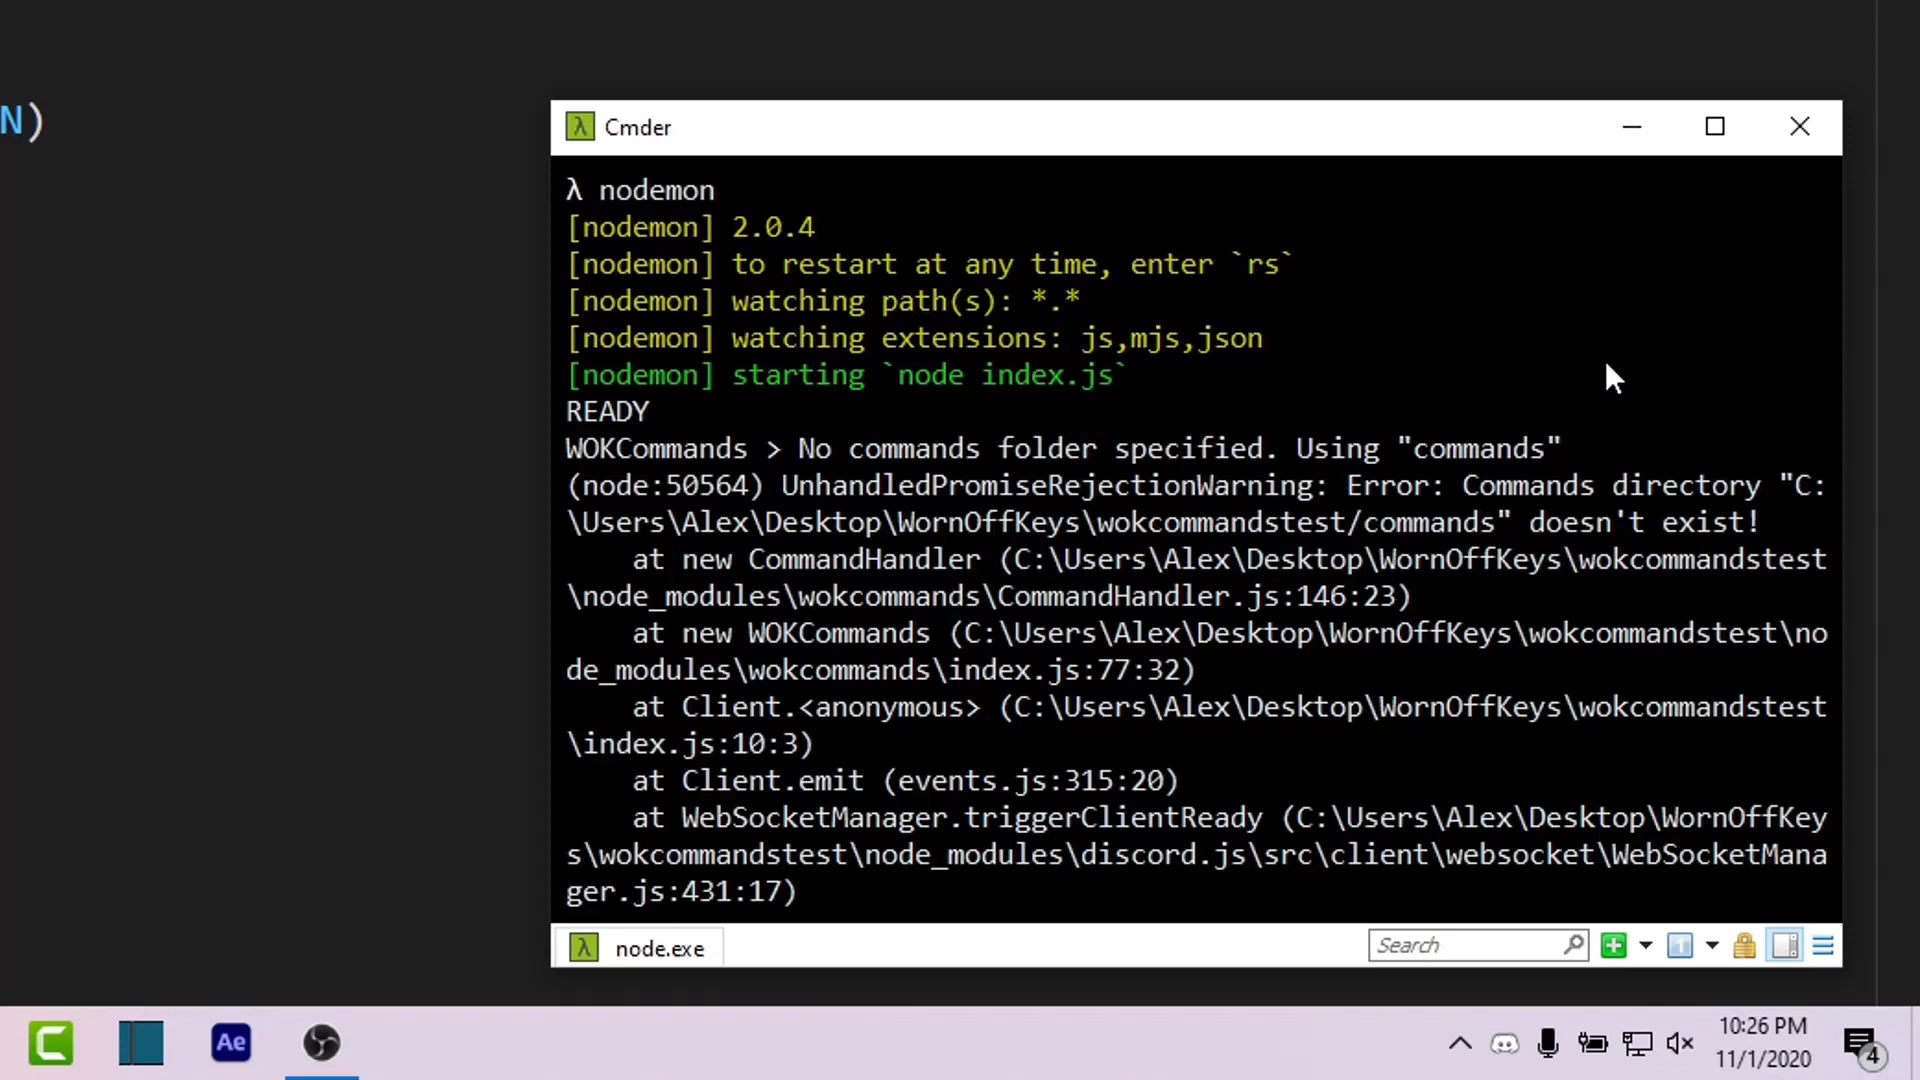 N)
Cmder
λ nodemon
[nodemon] 2.0.4
[nodemon] to restart at any time, enter `rs`
[nodemon] watching path(s): *.*
[nodemon] watching extensions: js,mjs,json
[nodemon] starting `node index.js`
READY
WOKCommands > No commands folder specified. Using "commands"
(node:50564) UnhandledPromiseRejectionWarning: Error: Commands directory "C:
\Users\Alex\Desktop\WornOffKeys\wokcommandstest/commands" doesn't exist!
    at new CommandHandler (C:\Users\Alex\Desktop\WornOffKeys\wokcommandstest
\node_modules\wokcommands\CommandHandler.js:146:23)
    at new WOKCommands (C:\Users\Alex\Desktop\WornOffKeys\wokcommandstest\no
de_modules\wokcommands\index.js:77:32)
    at Client.<anonymous> (C:\Users\Alex\Desktop\WornOffKeys\wokcommandstest
\index.js:10:3)
    at Client.emit (events.js:315:20)
    at WebSocketManager.triggerClientReady (C:\Users\Alex\Desktop\WornOffKey
s\wokcommandstest\node_modules\discord.js\src\client\websocket\WebSocketMana
ger.js:431:17)
λ node.exe
Search
Ae
10:26 PM
11/1/2020
4